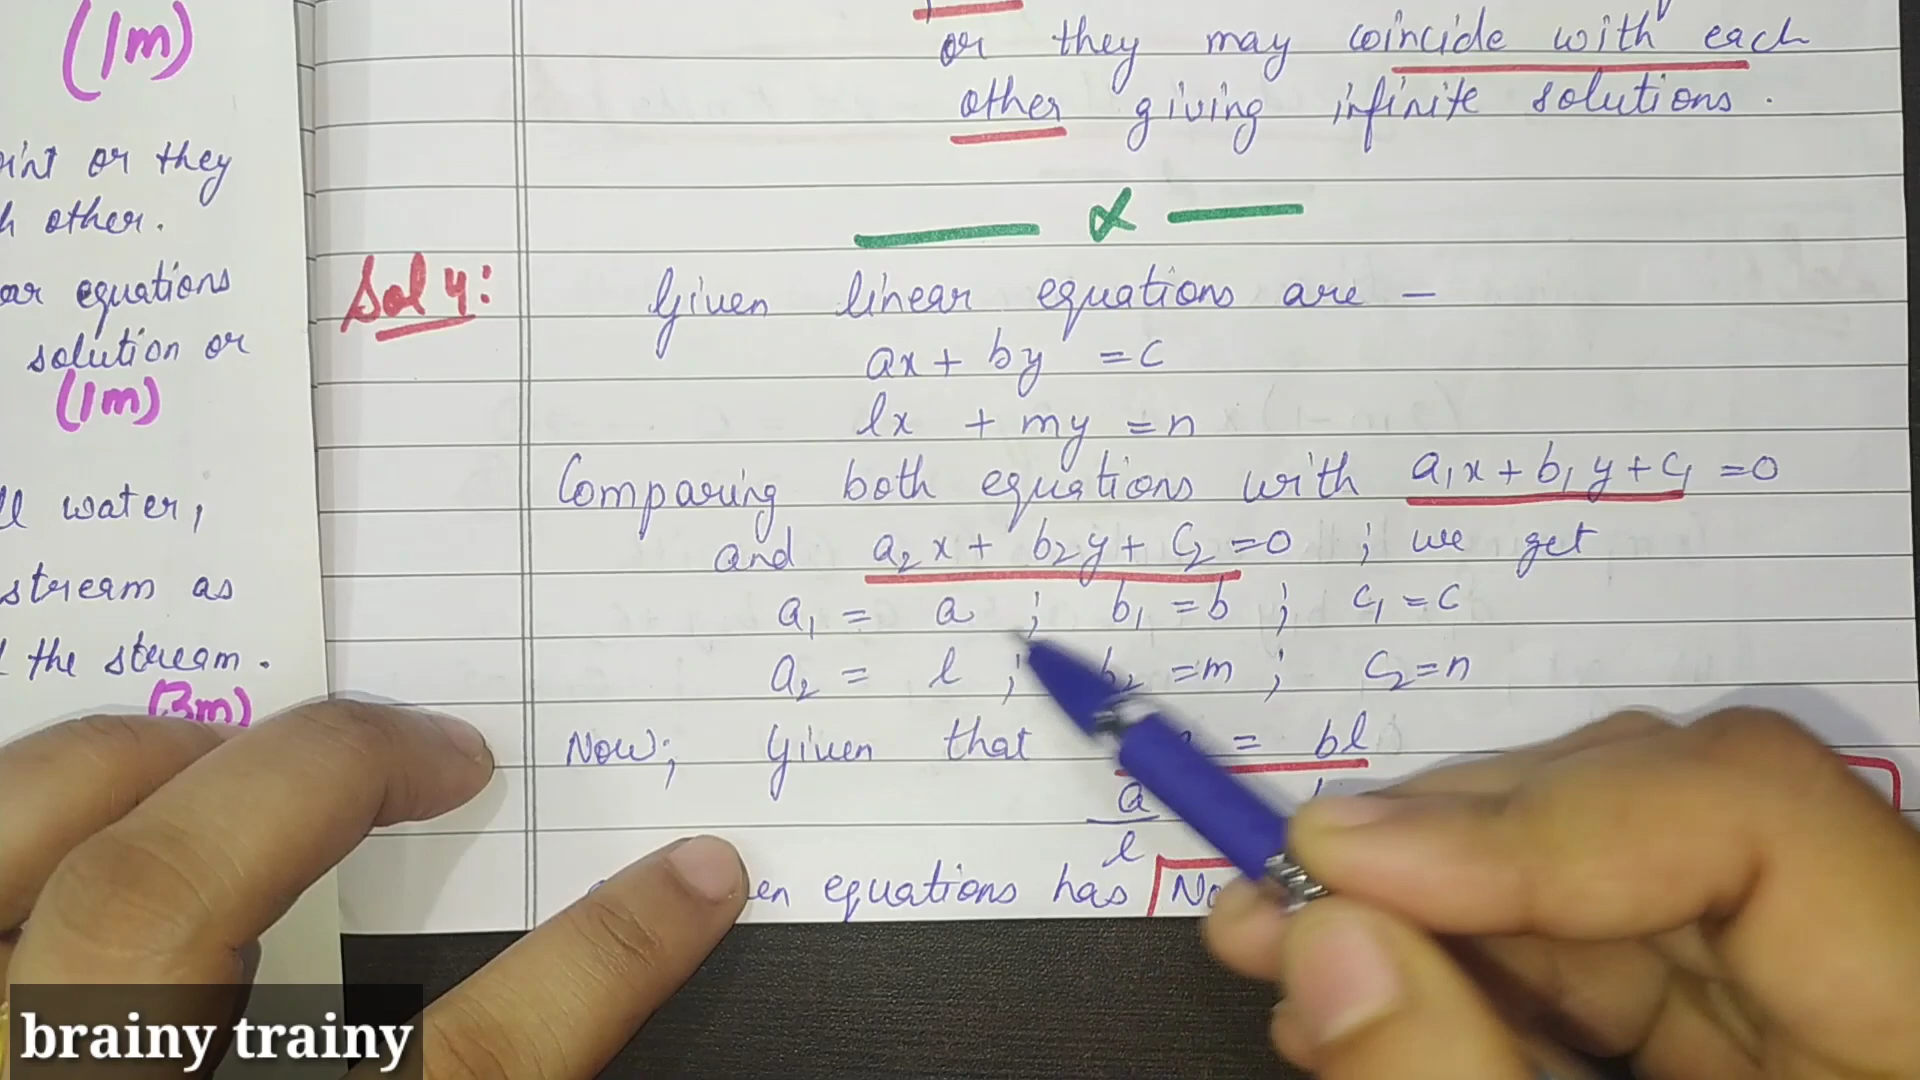 (1m)
or they may coincide with each
other giving infinite solutions.
or they
other.
equations
solution or
(1m)
water,
stream as
the stream.
(3m)
Sol 4:
Given linear equations are -
ax + by = c
lx + my = n
Comparing both equations with a₁x + b₁y + c₁ = 0
and a₂x + b₂y + c₂ = 0 ; we get
a₁ = a ; b₁ = b ; c₁ = c
a₂ = l ; b₂ = m ; c₂ = n
Now; Given that = bl
a
l
equations has
brainy trainy